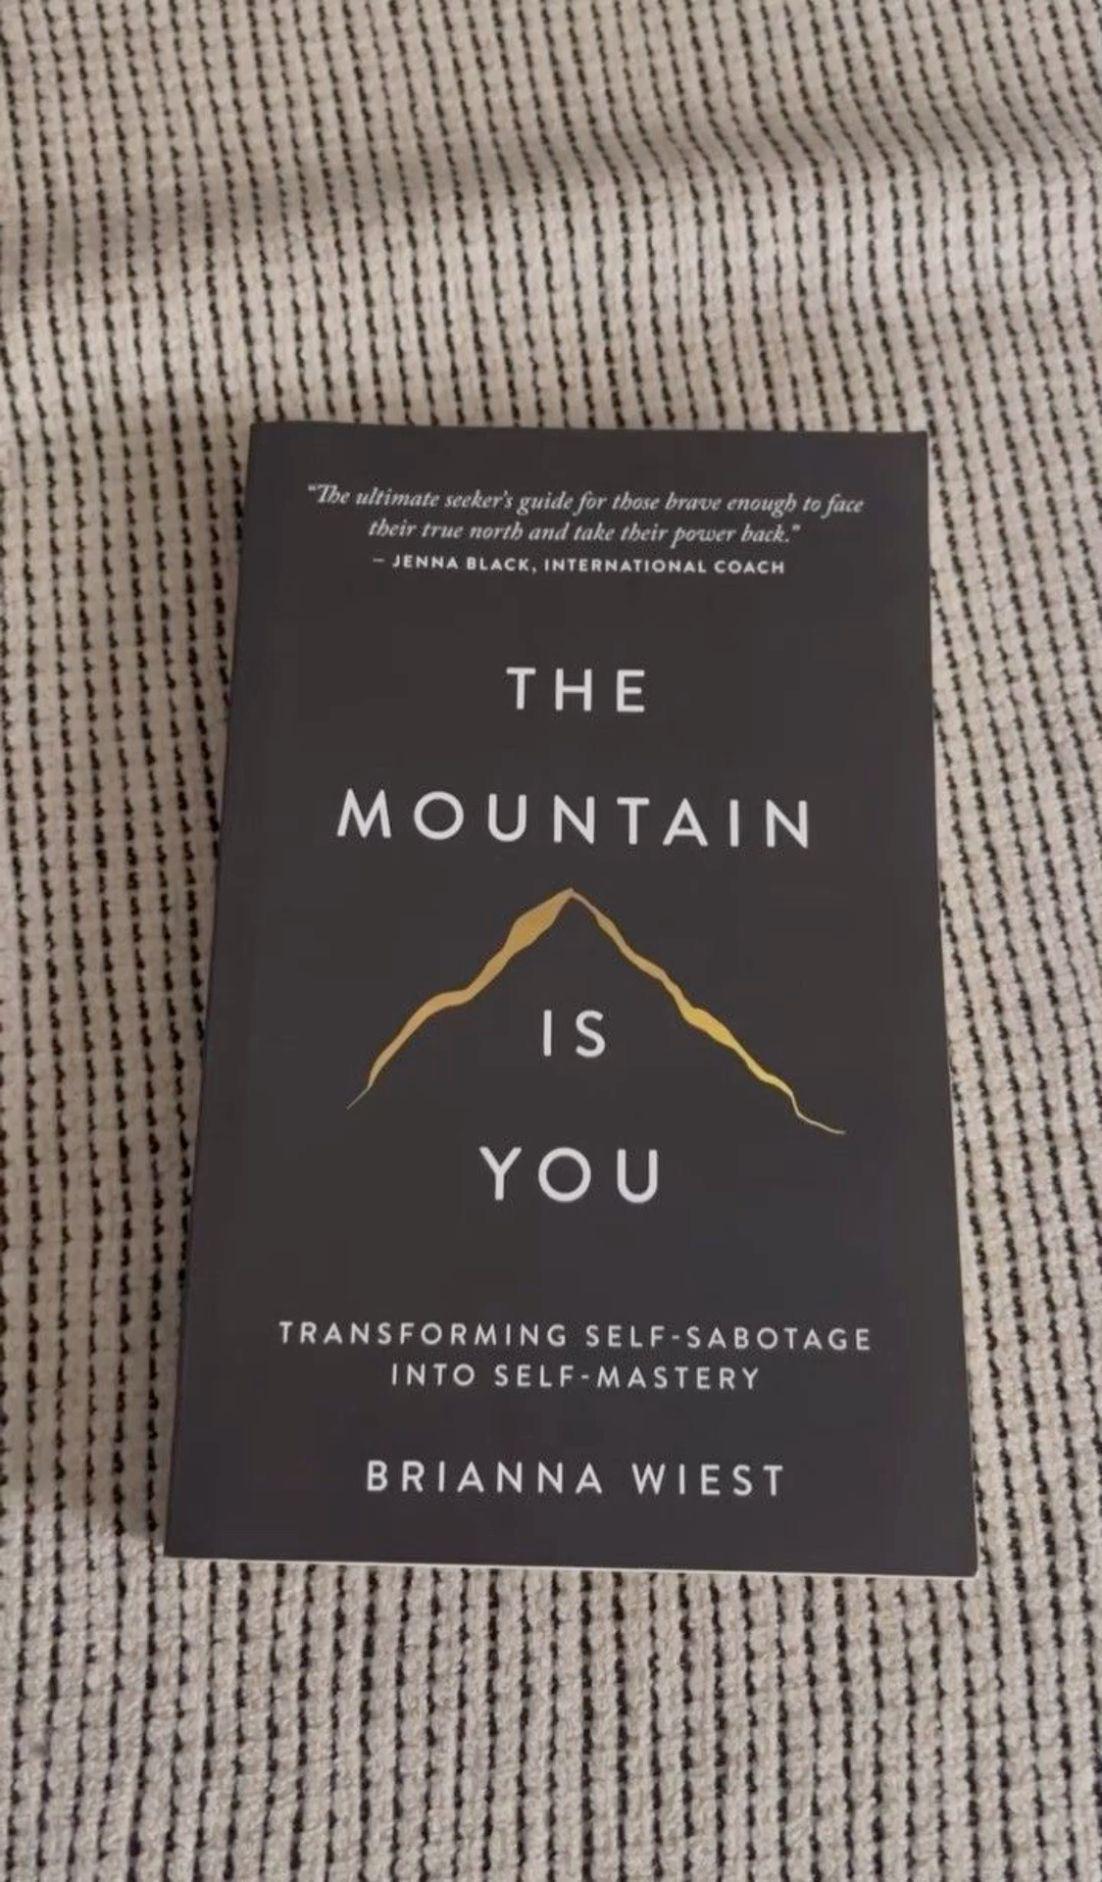 “The ultimate seeker’s guide for those brave enough to face
their true north and take their power back.”
– JENNA BLACK, INTERNATIONAL COACH
THE
MOUNTAIN
IS
YOU
TRANSFORMING SELF-SABOTAGE
INTO SELF-MASTERY
BRIANNA WIEST